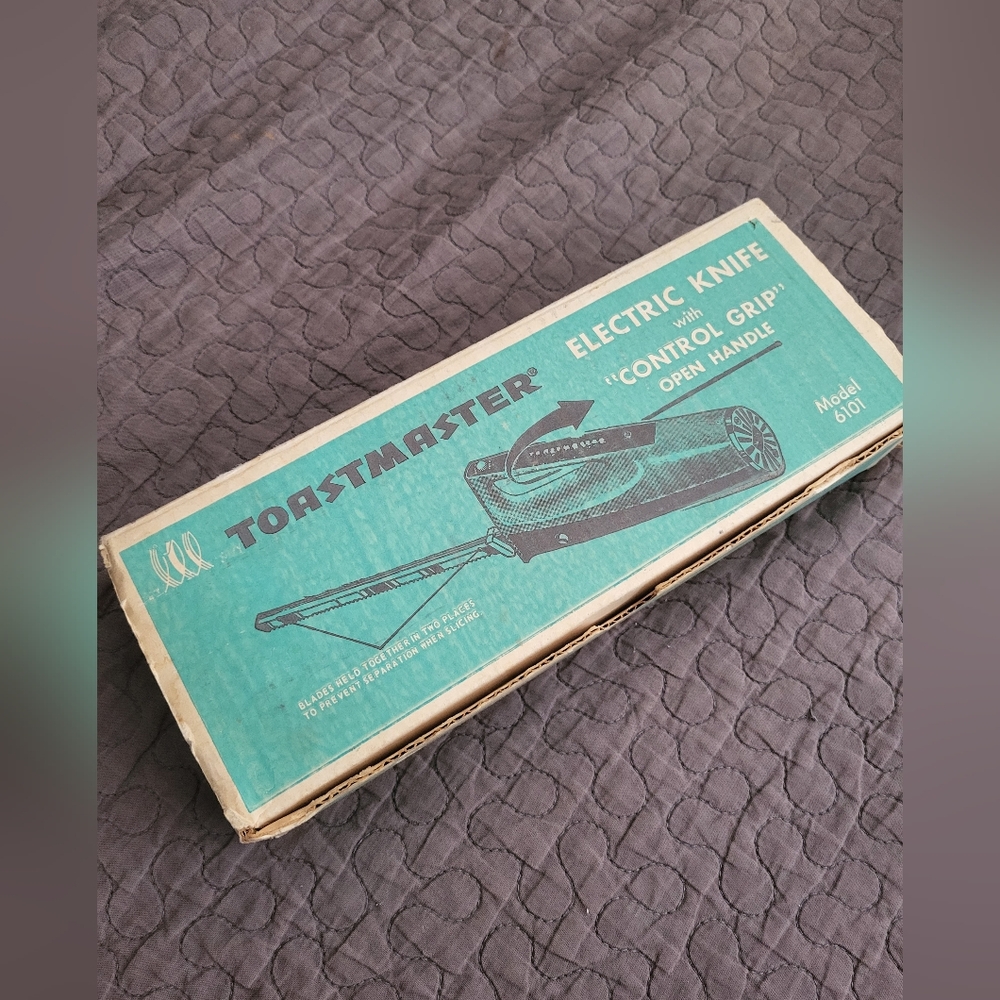 TOASTMASTER®
ELECTRIC KNIFE
with
"CONTROL GRIP"
OPEN HANDLE
Model
6101
TOASTMASTER
BLADES HELD TOGETHER IN TWO PLACES
TO PREVENT SEPARATION WHEN SLICING